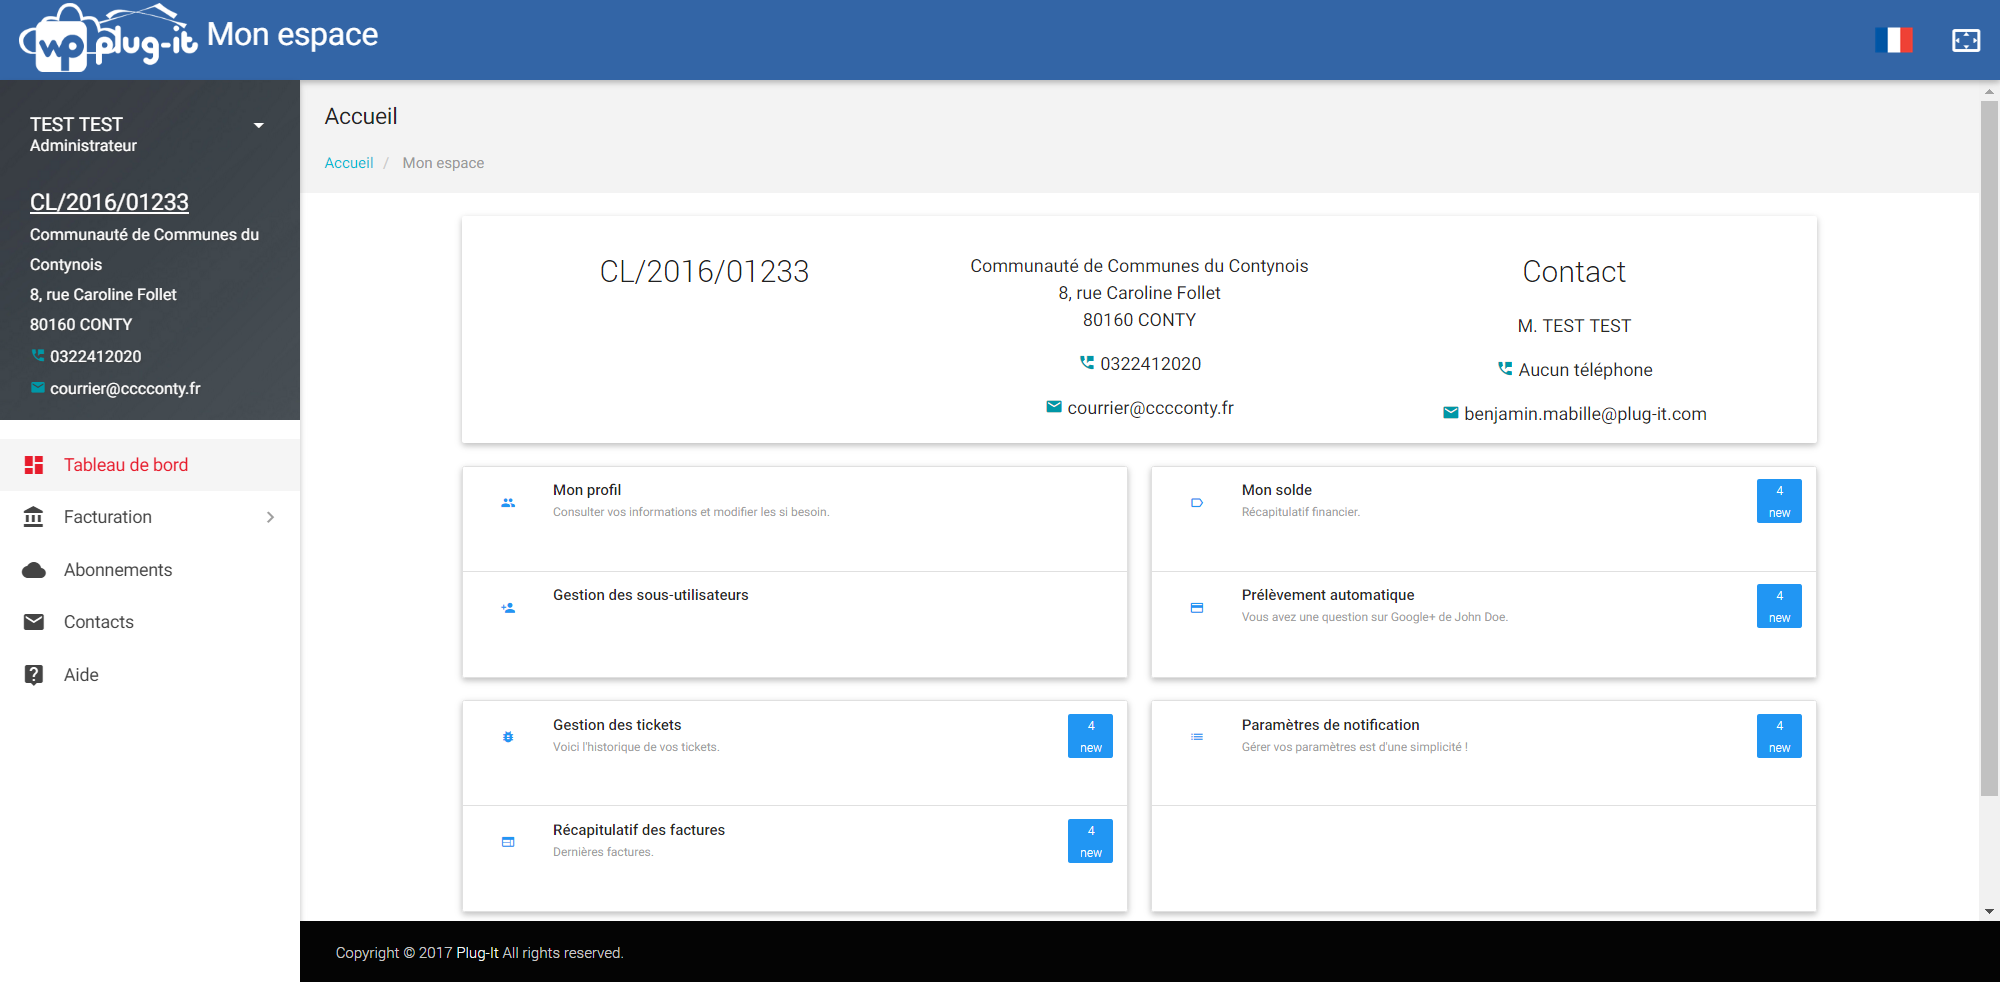 wp plug-it Mon espace
TEST TEST
Administrateur
CL/2016/01233
Communauté de Communes du
Contynois
8, rue Caroline Follet
80160 CONTY
0322412020
courrier@cccconty.fr
Tableau de bord
Facturation
Abonnements
Contacts
Aide
Accueil
Accueil / Mon espace
CL/2016/01233
Communauté de Communes du Contynois
8, rue Caroline Follet
80160 CONTY
0322412020
courrier@cccconty.fr
Contact
M. TEST TEST
Aucun téléphone
benjamin.mabille@plug-it.com
Mon profil
Consulter vos informations et modifier les si besoin.
Gestion des sous-utilisateurs
Mon solde
Récapitulatif financier.
4
new
Prélèvement automatique
Vous avez une question sur Google+ de John Doe.
4
new
Gestion des tickets
Voici l'historique de vos tickets.
4
new
Récapitulatif des factures
Dernières factures.
4
new
Paramètres de notification
Gérer vos paramètres est d'une simplicité !
4
new
Copyright © 2017 Plug-It All rights reserved.